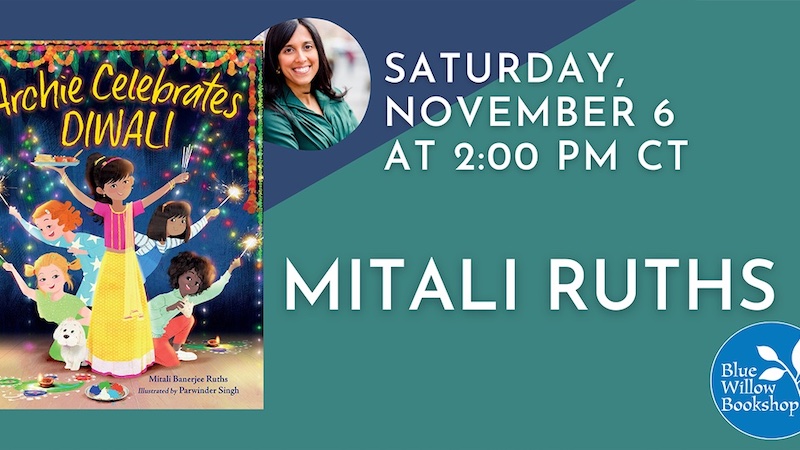 Archie Celebrates
DIWALI
Mitali Banerjee Ruths
Illustrated by Parwinder Singh
SATURDAY,
NOVEMBER 6
AT 2:00 PM CT
MITALI RUTHS
Blue
Willow
Bookshop